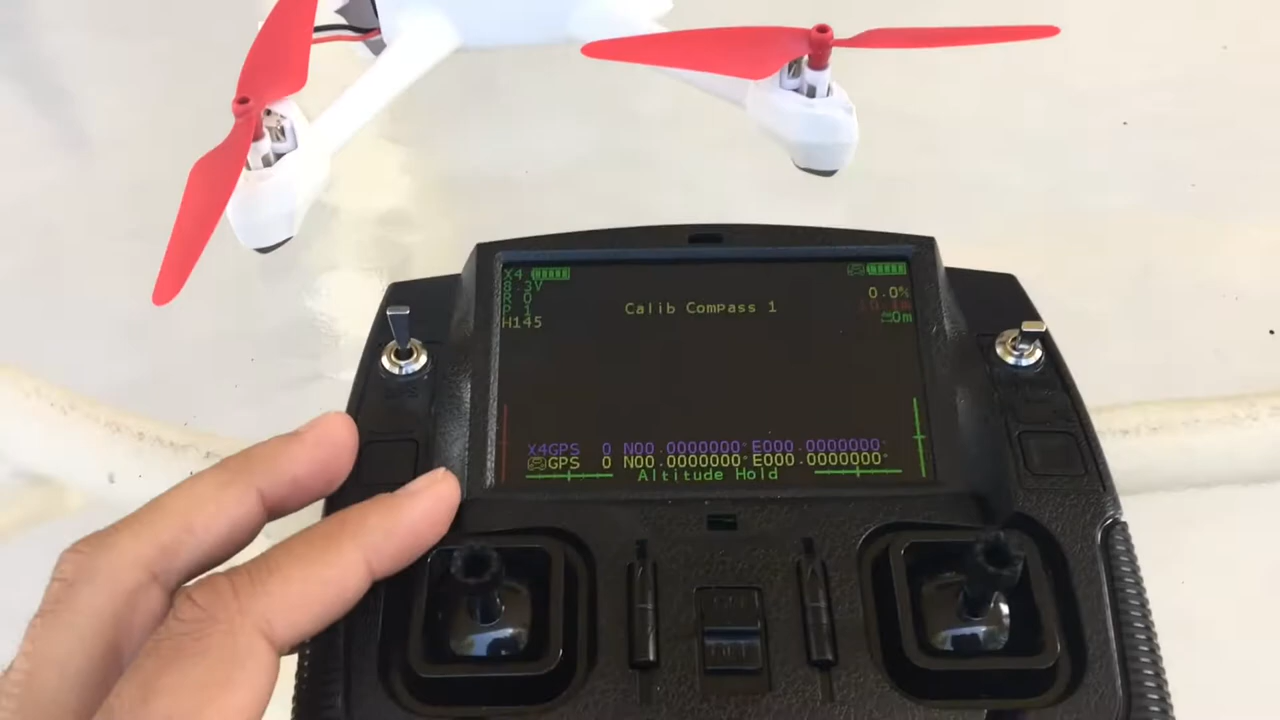 X4
8.3V
R 0
P 1
H145
Calib Compass 1
0.0%
0m
X4GPS 0 N00.0000000° E000.0000000°
GPS 0 N00.0000000° E000.0000000°
Altitude Hold